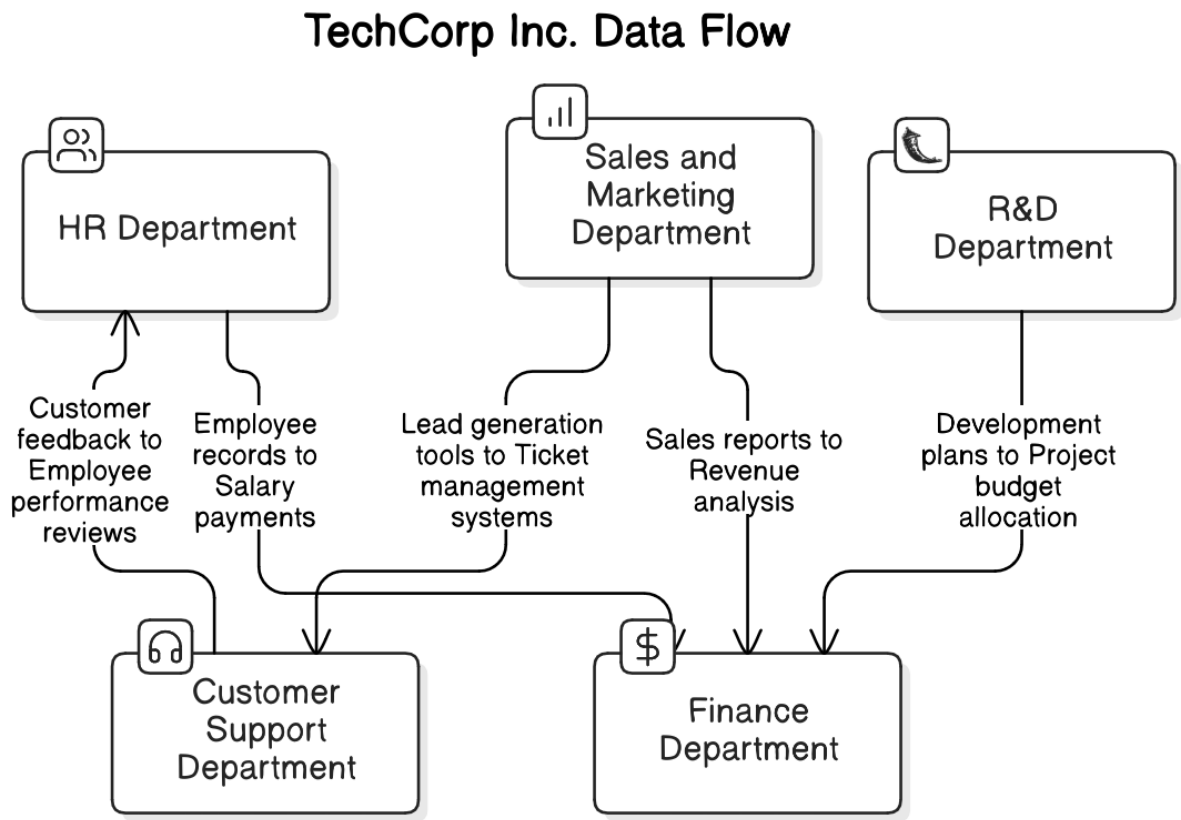 TechCorp Inc. Data Flow
HR Department
Sales and
Marketing
Department
R&D
Department
Customer
feedback to
Employee
performance
reviews
Employee
records to
Salary
payments
Lead generation
tools to Ticket
management
systems
Sales reports to
Revenue
analysis
Development
plans to Project
budget
allocation
Customer
Support
Department
$
Finance
Department